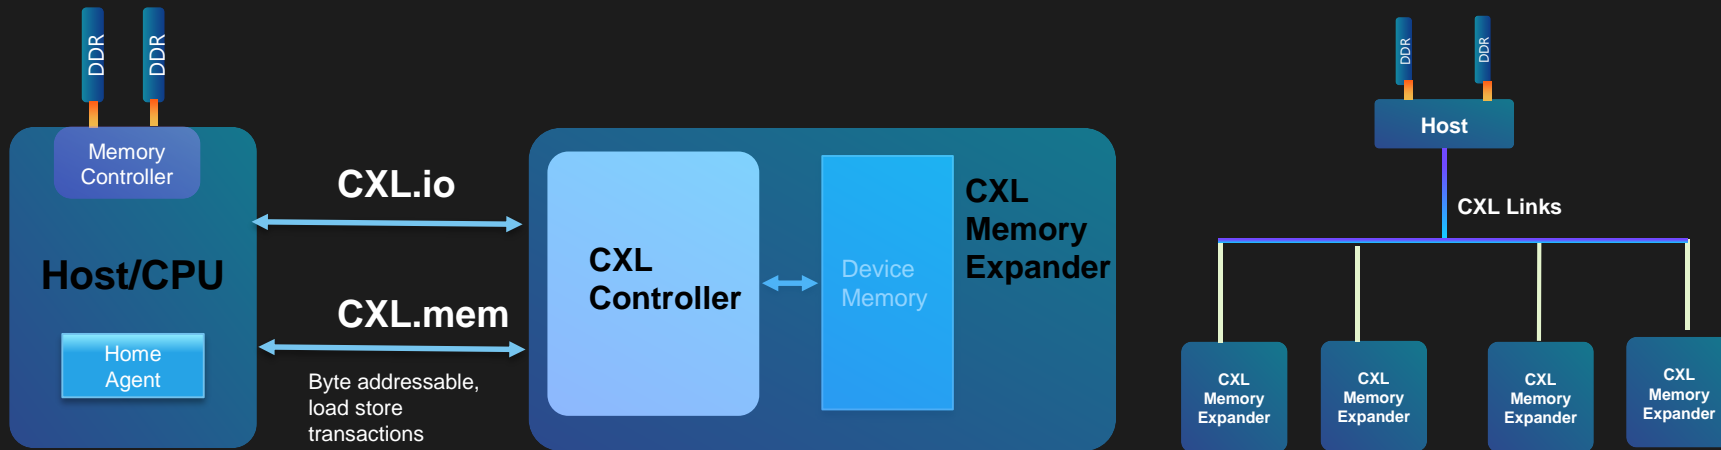 DDR
DDR
Memory
Controller
Host/CPU
Home
Agent
CXL.io
CXL.mem
Byte addressable,
load store
transactions
CXL
Controller
Device
Memory
CXL
Memory
Expander
DDR
DDR
Host
CXL Links
CXL
Memory
Expander
CXL
Memory
Expander
CXL
Memory
Expander
CXL
Memory
Expander